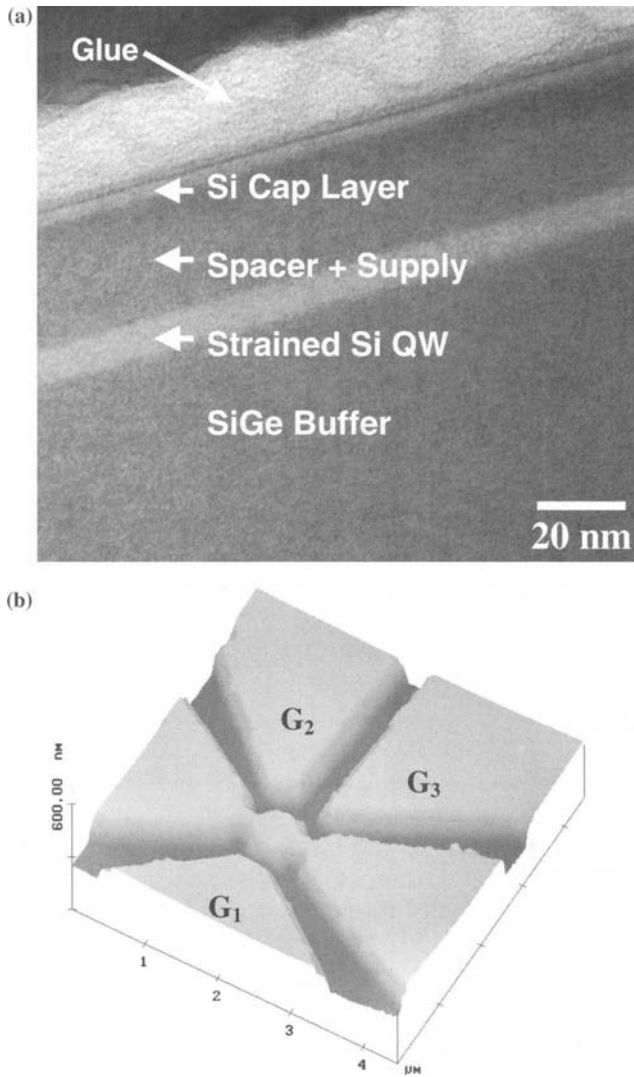 (a)
Glue
Si Cap Layer
Spacer + Supply
Strained Si QW
SiGe Buffer
20 nm
(b)
G₂
G₃
G₁
600.00 nM
1
2
3
4
μM